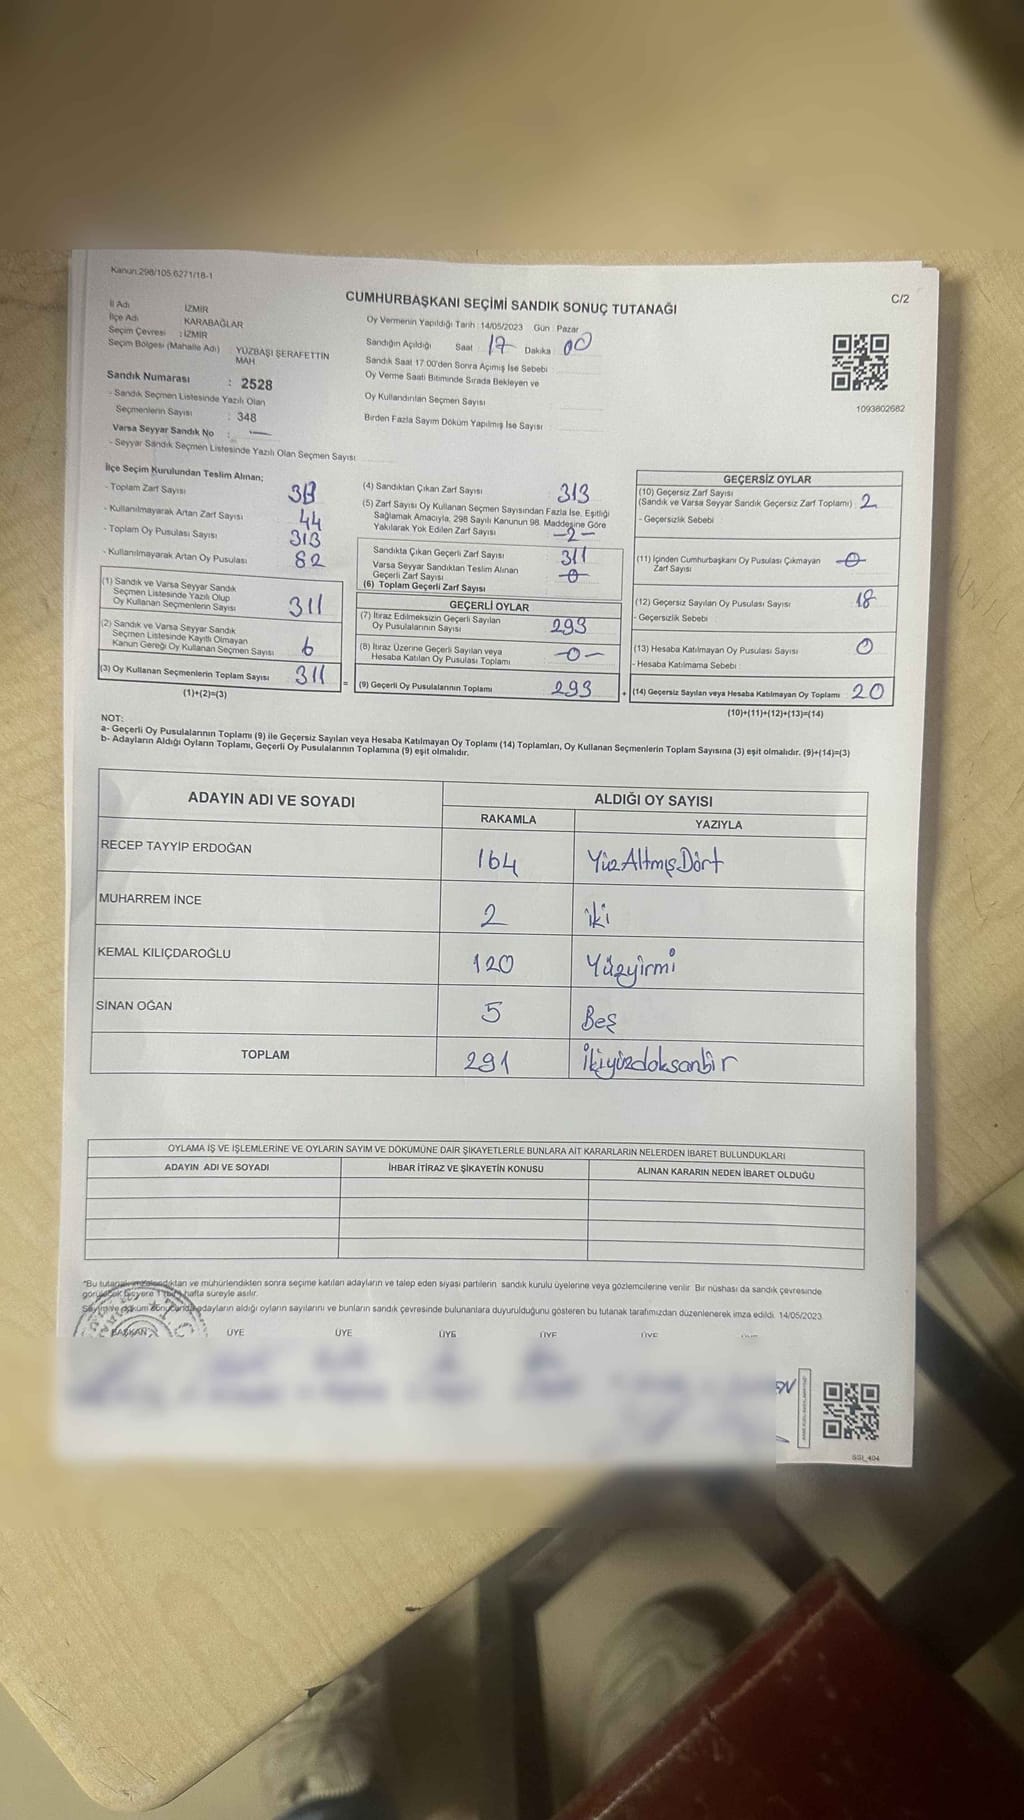 Kanun:298/105,6271/18-1
C/2
CUMHURBAŞKANI SEÇİMİ SANDIK SONUÇ TUTANAĞI
İl Adı İZMİR
İlçe Adı KARABAĞLAR
Seçim Çevresi : İZMİR
Seçim Bölgesi (Mahalle Adı) YÜZBAŞI ŞERAFETTİN MAH
Sandık Numarası : 2528
- Sandık Seçmen Listesinde Yazılı Olan
Seçmenlerin Sayısı : 348
Varsa Seyyar Sandık No : —
- Seyyar Sandık Seçmen Listesinde Yazılı Olan Seçmen Sayısı
Oy Vermenin Yapıldığı Tarih : 14/05/2023 Gün : Pazar
Sandığın Açıldığı Saat 17 Dakika 00
Sandık Saat 17:00'den Sonra Açımış İse Sebebi
Oy Verme Saati Bitiminde Sırada Bekleyen ve
Oy Kullandırılan Seçmen Sayısı
Birden Fazla Sayım Döküm Yapılmış İse Sayısı
1093802682
İlçe Seçim Kurulundan Teslim Alınan;
- Toplam Zarf Sayısı
- Kullanılmayarak Artan Zarf Sayısı 44
- Toplam Oy Pusulası Sayısı 313
- Kullanılmayarak Artan Oy Pusulası 82
(1) Sandık ve Varsa Seyyar Sandık
Seçmen Listesinde Yazılı Olup
Oy Kullanan Seçmenlerin Sayısı 311
(2) Sandık ve Varsa Seyyar Sandık
Seçmen Listesinde Kayıtlı Olmayan
Kanun Gereği Oy Kullanan Seçmen Sayısı 6
(3) Oy Kullanan Seçmenlerin Toplam Sayısı 311
(1)+(2)=(3)
(4) Sandıktan Çıkan Zarf Sayısı 313
(5) Zarf Sayısı Oy Kullanan Seçmen Sayısından Fazla İse, Eşitliği
Sağlamak Amacıyla, 298 Sayılı Kanunun 98. Maddesine Göre
Yakılarak Yok Edilen Zarf Sayısı -2-
Sandıkta Çıkan Geçerli Zarf Sayısı 311
Varsa Seyyar Sandıktan Teslim Alınan
Geçerli Zarf Sayısı 0
(6) Toplam Geçerli Zarf Sayısı
GEÇERLİ OYLAR
(7) İtiraz Edilmeksizin Geçerli Sayılan
Oy Pusulalarının Sayısı 293
(8) İtiraz Üzerine Geçerli Sayılan veya
Hesaba Katılan Oy Pusulası Toplamı -0-
= (9) Geçerli Oy Pusulalarının Toplamı 293
GEÇERSİZ OYLAR
(10) Geçersiz Zarf Sayısı
(Sandık ve Varsa Seyyar Sandık Geçersiz Zarf Toplamı) : 2
- Geçersizlik Sebebi
(11) İçinden Cumhurbaşkanı Oy Pusulası Çıkmayan
Zarf Sayısı 0
(12) Geçersiz Sayılan Oy Pusulası Sayısı 18
- Geçersizlik Sebebi
(13) Hesaba Katılmayan Oy Pusulası Sayısı 0
- Hesaba Katılmama Sebebi
+ (14) Geçersiz Sayılan veya Hesaba Katılmayan Oy Toplamı 20
(10)+(11)+(12)+(13)=(14)
NOT:
a- Geçerli Oy Pusulalarının Toplamı (9) ile Geçersiz Sayılan veya Hesaba Katılmayan Oy Toplamı (14) Toplamları, Oy Kullanan Seçmenlerin Toplam Sayısına (3) eşit olmalıdır. (9)+(14)=(3)
b- Adayların Aldığı Oyların Toplamı, Geçerli Oy Pusulalarının Toplamına (9) eşit olmalıdır.
ADAYIN ADI VE SOYADI ALDIĞI OY SAYISI
RAKAMLA YAZIYLA
RECEP TAYYİP ERDOĞAN 164 YüzAltmışDört
MUHARREM İNCE 2 iki
KEMAL KILIÇDAROĞLU 120 Yüzyirmi
SİNAN OĞAN 5 Beş
TOPLAM 291 İkiyüzdoksanbir
OYLAMA İŞ VE İŞLEMLERİNE VE OYLARIN SAYIM VE DÖKÜMÜNE DAİR ŞİKAYETLERLE BUNLARA AİT KARARLARIN NELERDEN İBARET BULUNDUKLARI
ADAYIN ADI VE SOYADI İHBAR İTİRAZ VE ŞİKAYETİN KONUSU ALINAN KARARIN NEDEN İBARET OLDUĞU
*Bu tutanak imzalandıktan ve mühürlendikten sonra seçime katılan adayların ve talep eden siyasi partilerin sandık kurulu üyelerine veya gözlemcilerine verilir. Bir nüshası da sandık çevresinde
görülecek bir yere 1 (bir) hafta süreyle asılır.
Sayım ve döküm sonucunda adayların aldığı oyların sayılarını ve bunların sandık çevresinde bulunanlara duyurulduğunu gösteren bu tutanak tarafımızdan düzenlenerek imza edildi. 14/05/2023
BAŞKAN ÜYE ÜYE ÜYE ÜYE ÜYE
SSI_404